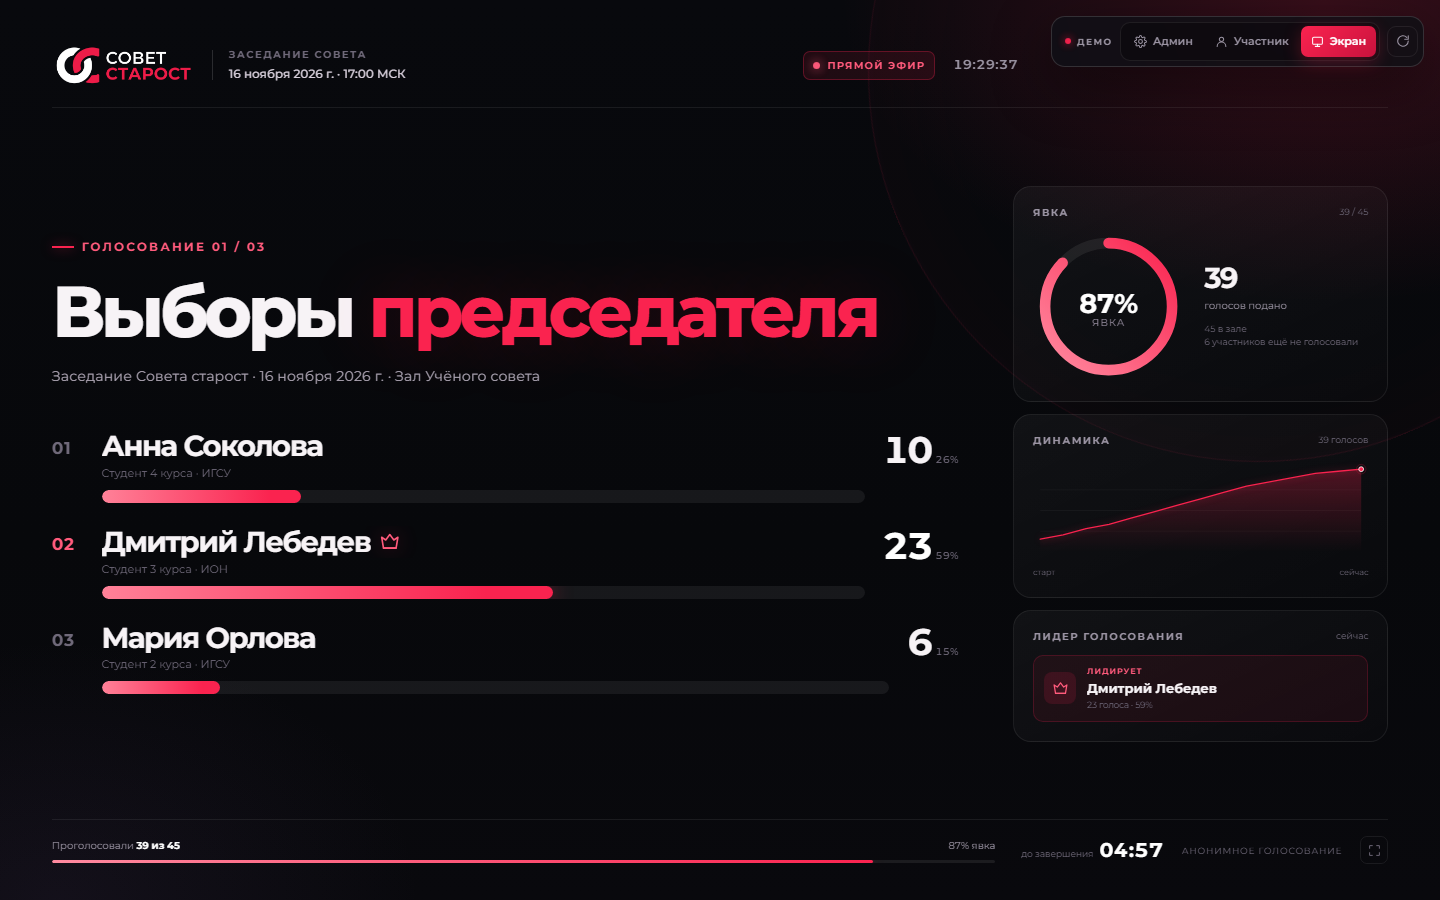 СОВЕТ
СТАРОСТ
ЗАСЕДАНИЕ СОВЕТА
16 ноября 2026 г. · 17:00 МСК
ПРЯМОЙ ЭФИР
19:29:37
ДЕМО
Админ
Участник
Экран
ГОЛОСОВАНИЕ 01 / 03
Выборы председателя
Заседание Совета старост · 16 ноября 2026 г. · Зал Учёного совета
01
Анна Соколова
Студент 4 курса · ИГСУ
10 26%
02
Дмитрий Лебедев
Студент 3 курса · ИОН
23 59%
03
Мария Орлова
Студент 2 курса · ИГСУ
6 15%
ЯВКА
39 / 45
87%
ЯВКА
39
голосов подано
45 в зале
6 участников ещё не голосовали
ДИНАМИКА
39 голосов
старт
сейчас
ЛИДЕР ГОЛОСОВАНИЯ
сейчас
ЛИДИРУЕТ
Дмитрий Лебедев
23 голоса · 59%
Проголосовали 39 из 45
87% явка
до завершения 04:57
АНОНИМНОЕ ГОЛОСОВАНИЕ